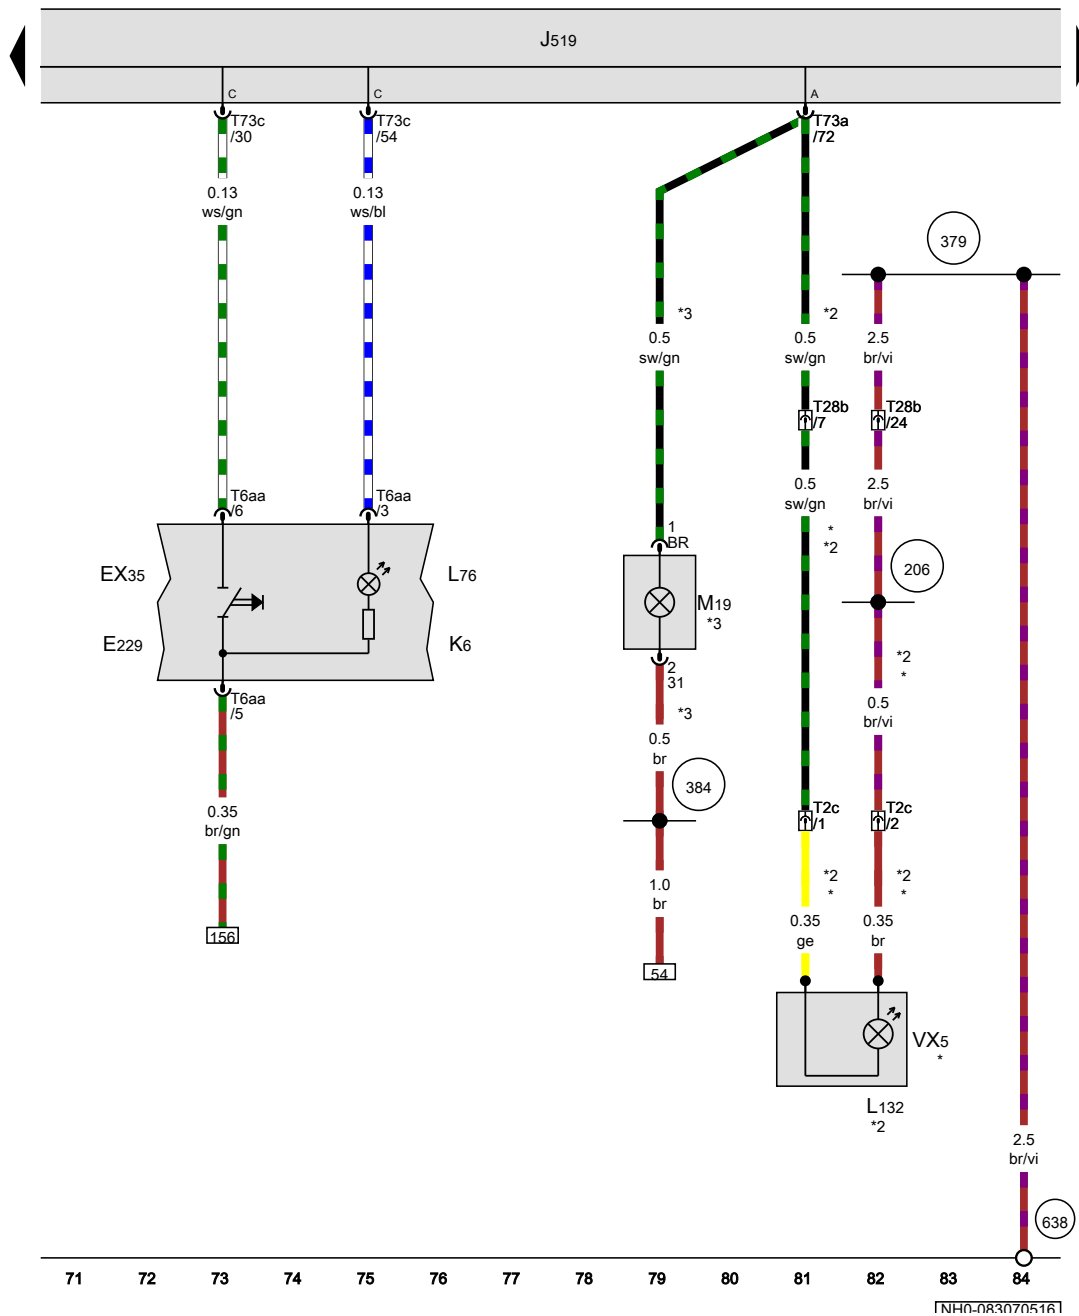 J519
C
C
A
T73c
/30
T73c
/54
T73a
/72
0.13
ws/gn
0.13
ws/bl
379
*3
*2
0.5
sw/gn
0.5
sw/gn
2.5
br/vi
T28b
/7
T28b
/24
T6aa
/6
T6aa
/3
0.5
sw/gn
2.5
br/vi
*
*2
1
BR
EX35
L76
206
M19
*3
E229
K6
*2
*
2
31
T6aa
/5
*3
0.5
br/vi
0.5
br
384
0.35
br/gn
T2c
/1
T2c
/2
1.0
br
*2
*
*2
*
0.35
ge
0.35
br
156
54
VX5
*
L132
*2
2.5
br/vi
638
71 72 73 74 75 76 77 78 79 80 81 82 83 84
NH0-083070516